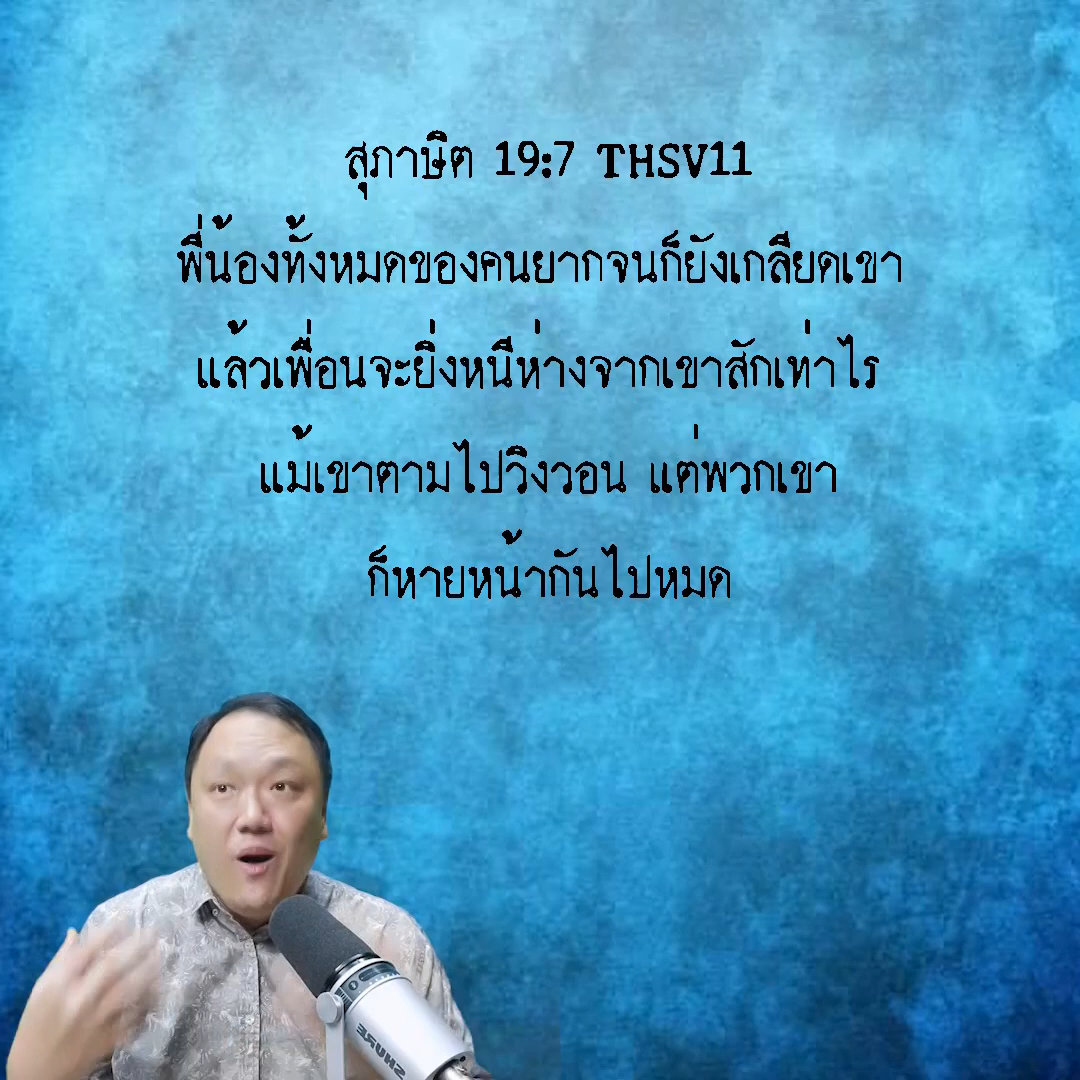 สุภาษิต 19:7 THSV11
พี่น้องทั้งหมดของคนยากจนก็ยังเกลียดเขา
แล้วเพื่อนจะยิ่งหนีห่างจากเขาสักเท่าไร
แม้เขาตามไปวิงวอน แต่พวกเขา
ก็หายหน้ากันไปหมด
SHURE